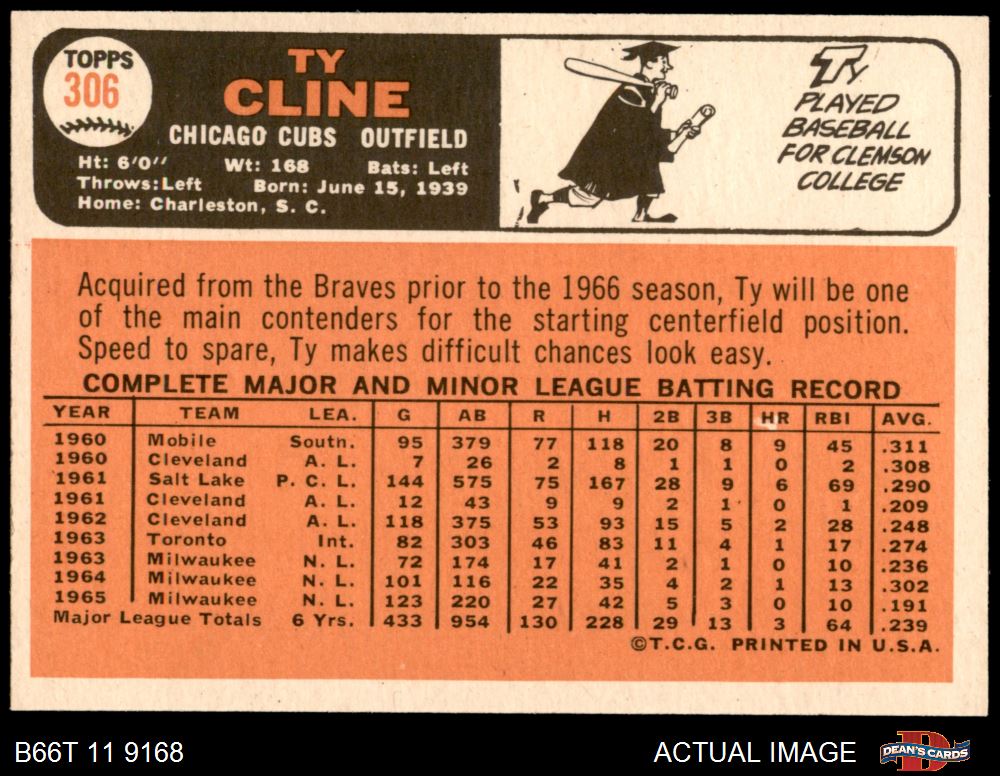 TOPPS
306
TY
CLINE
CHICAGO CUBS OUTFIELD
Ht: 6'0'' Wt: 168 Bats: Left
Throws: Left Born: June 15, 1939
Home: Charleston, S. C.
TY
PLAYED
BASEBALL
FOR CLEMSON
COLLEGE
Acquired from the Braves prior to the 1966 season, Ty will be one
of the main contenders for the starting centerfield position.
Speed to spare, Ty makes difficult chances look easy.
COMPLETE MAJOR AND MINOR LEAGUE BATTING RECORD
YEAR TEAM LEA. G AB R H 2B 3B HR RBI AVG.
1960 Mobile South. 95 379 77 118 20 8 9 45 .311
1960 Cleveland A. L. 7 26 2 8 1 1 0 2 .308
1961 Salt Lake P. C. L. 144 575 75 167 28 9 6 69 .290
1961 Cleveland A. L. 12 43 9 9 2 1 0 1 .209
1962 Cleveland A. L. 118 375 53 93 15 5 2 28 .248
1963 Toronto Int. 82 303 46 83 11 4 1 17 .274
1963 Milwaukee N. L. 72 174 17 41 2 1 0 10 .236
1964 Milwaukee N. L. 101 116 22 35 4 2 1 13 .302
1965 Milwaukee N. L. 123 220 27 42 5 3 0 10 .191
Major League Totals 6 Yrs. 433 954 130 228 29 13 3 64 .239
©T.C.G. PRINTED IN U.S.A.
B66T 11 9168 ACTUAL IMAGE DEAN'S CARDS